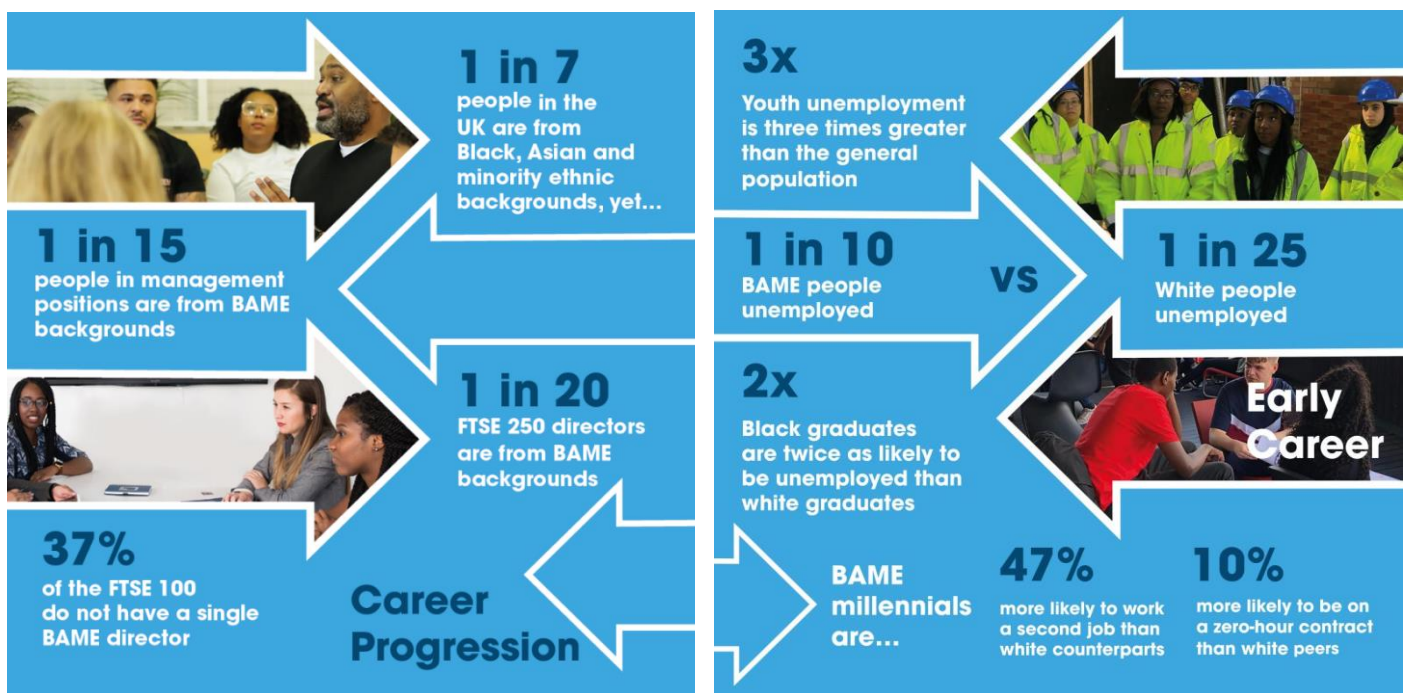 1 in 7
people in the
UK are from
Black, Asian and
minority ethnic
backgrounds, yet...
1 in 15
people in management
positions are from BAME
backgrounds
1 in 20
FTSE 250 directors
are from BAME
backgrounds
37%
of the FTSE 100
do not have a single
BAME director
Career
Progression
3x
Youth unemployment
is three times greater
than the general
population
1 in 10
BAME people
unemployed
VS
1 in 25
White people
unemployed
2x
Black graduates
are twice as likely to
be unemployed than
white graduates
Early
Career
BAME
millennials
are...
47%
more likely to work
a second job than
white counterparts
10%
more likely to be on
a zero-hour contract
than white peers